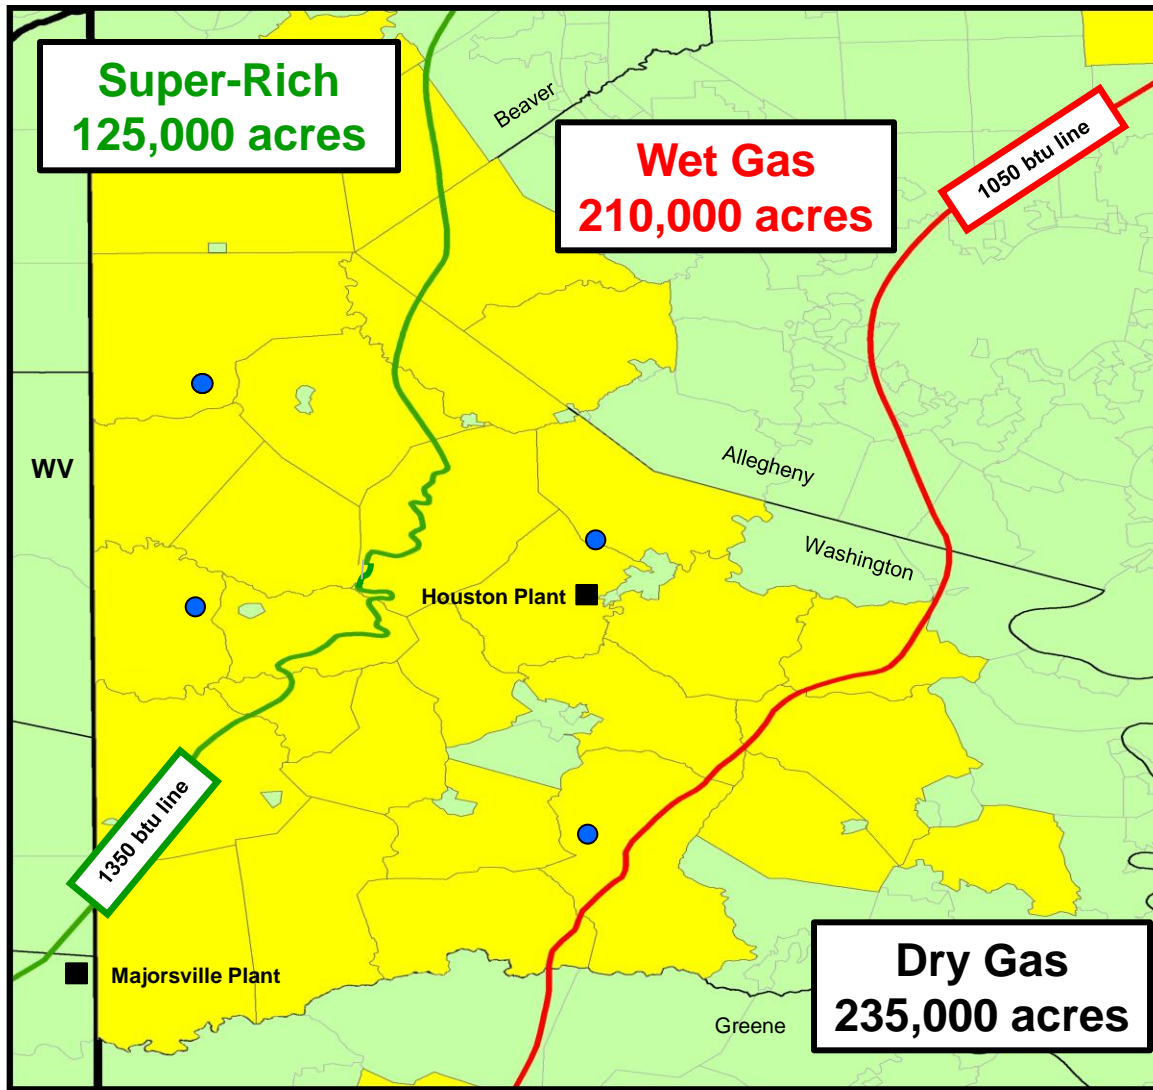 Super-Rich
125,000 acres
Beaver
Wet Gas
210,000 acres
1050 btu line
WV
Allegheny
Washington
Houston Plant
1350 btu line
Majorsville Plant
Dry Gas
235,000 acres
Greene